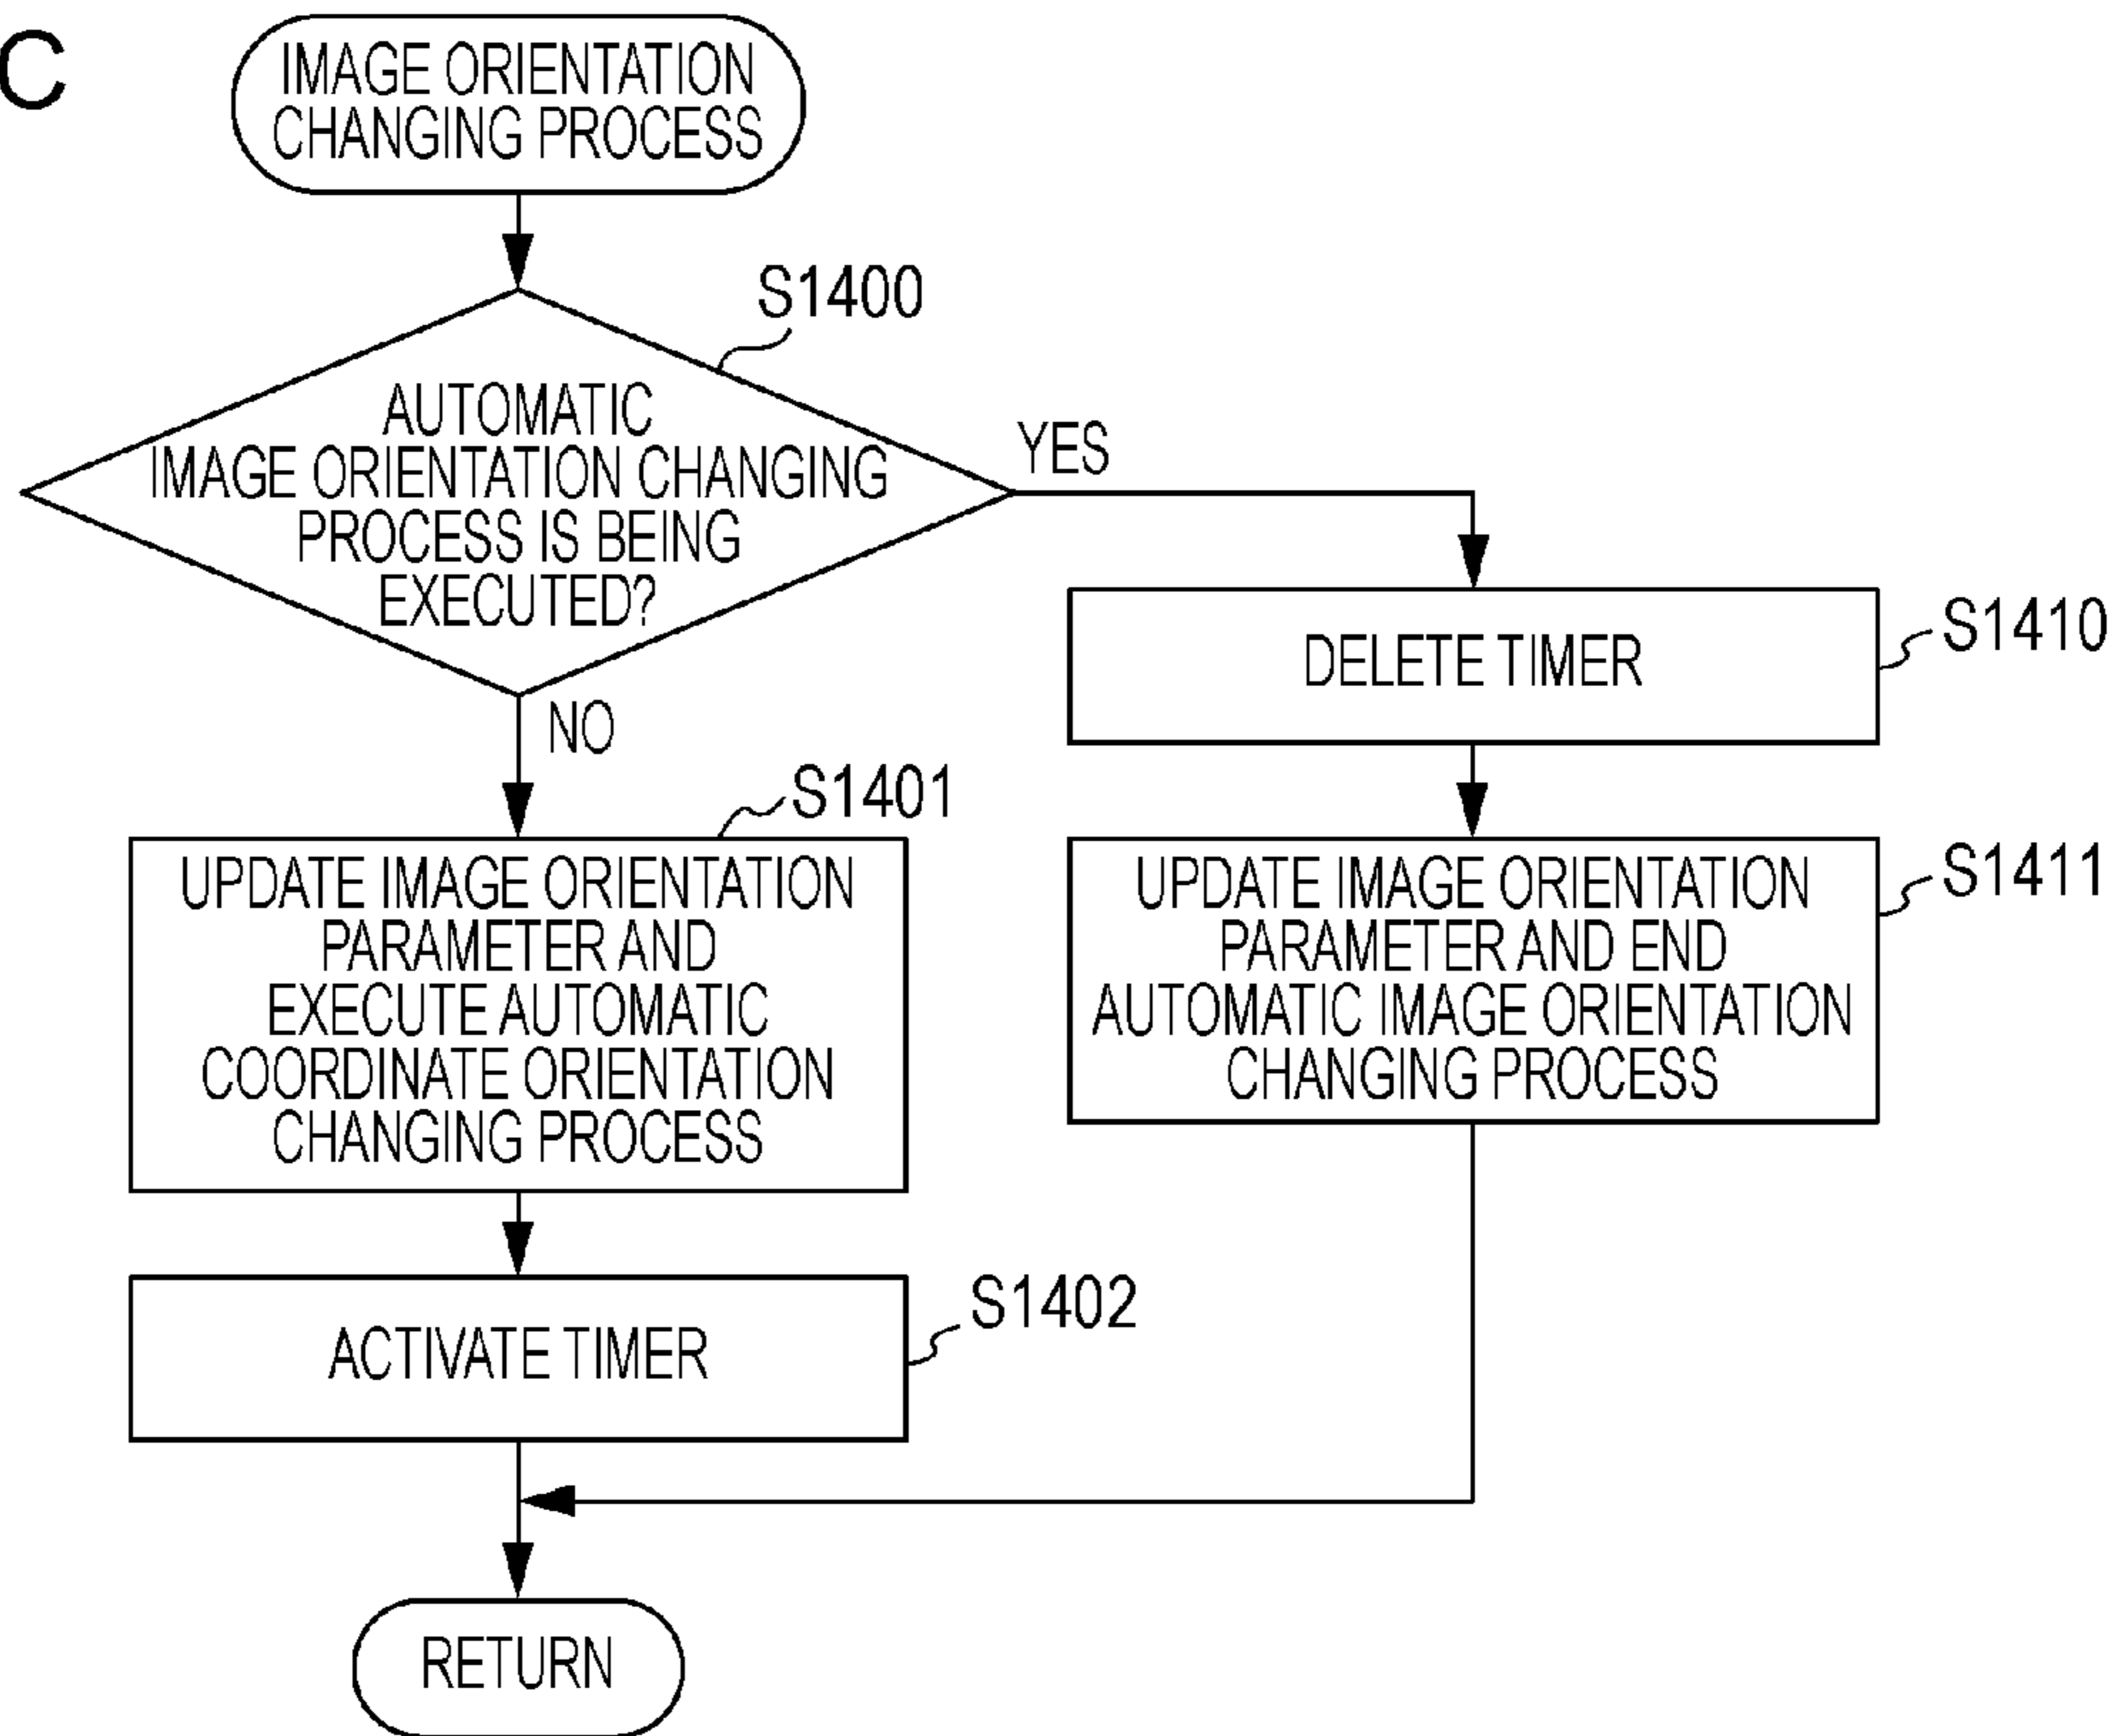 C
IMAGE ORIENTATION
CHANGING PROCESS
S1400
AUTOMATIC
IMAGE ORIENTATION CHANGING
PROCESS IS BEING
EXECUTED?
YES
NO
DELETE TIMER
S1410
S1401
UPDATE IMAGE ORIENTATION
PARAMETER AND
EXECUTE AUTOMATIC
COORDINATE ORIENTATION
CHANGING PROCESS
UPDATE IMAGE ORIENTATION
PARAMETER AND END
AUTOMATIC IMAGE ORIENTATION
CHANGING PROCESS
S1411
ACTIVATE TIMER
S1402
RETURN